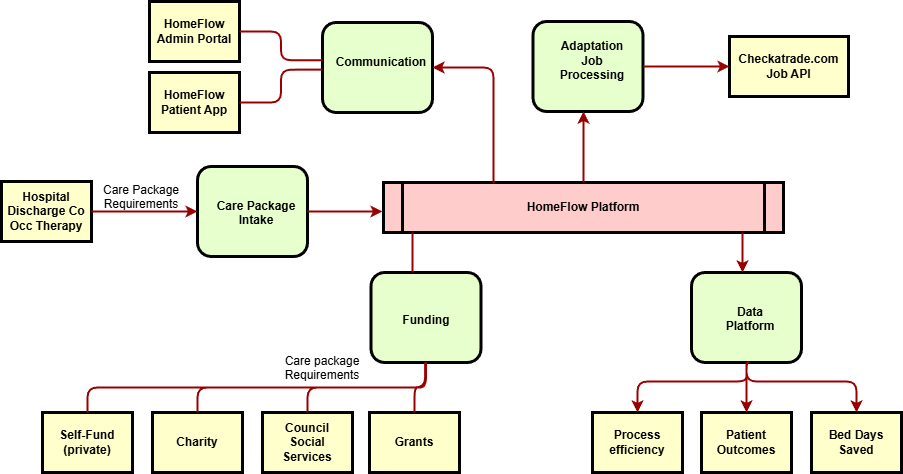 HomeFlow
Admin Portal
HomeFlow
Patient App
Communication
Adaptation
Job
Processing
Checkatrade.com
Job API
Hospital
Discharge Co
Occ Therapy
Care Package
Requirements
Care Package
Intake
HomeFlow Platform
Funding
Data
Platform
Care package
Requirements
Self-Fund
(private)
Charity
Council
Social
Services
Grants
Process
efficiency
Patient
Outcomes
Bed Days
Saved